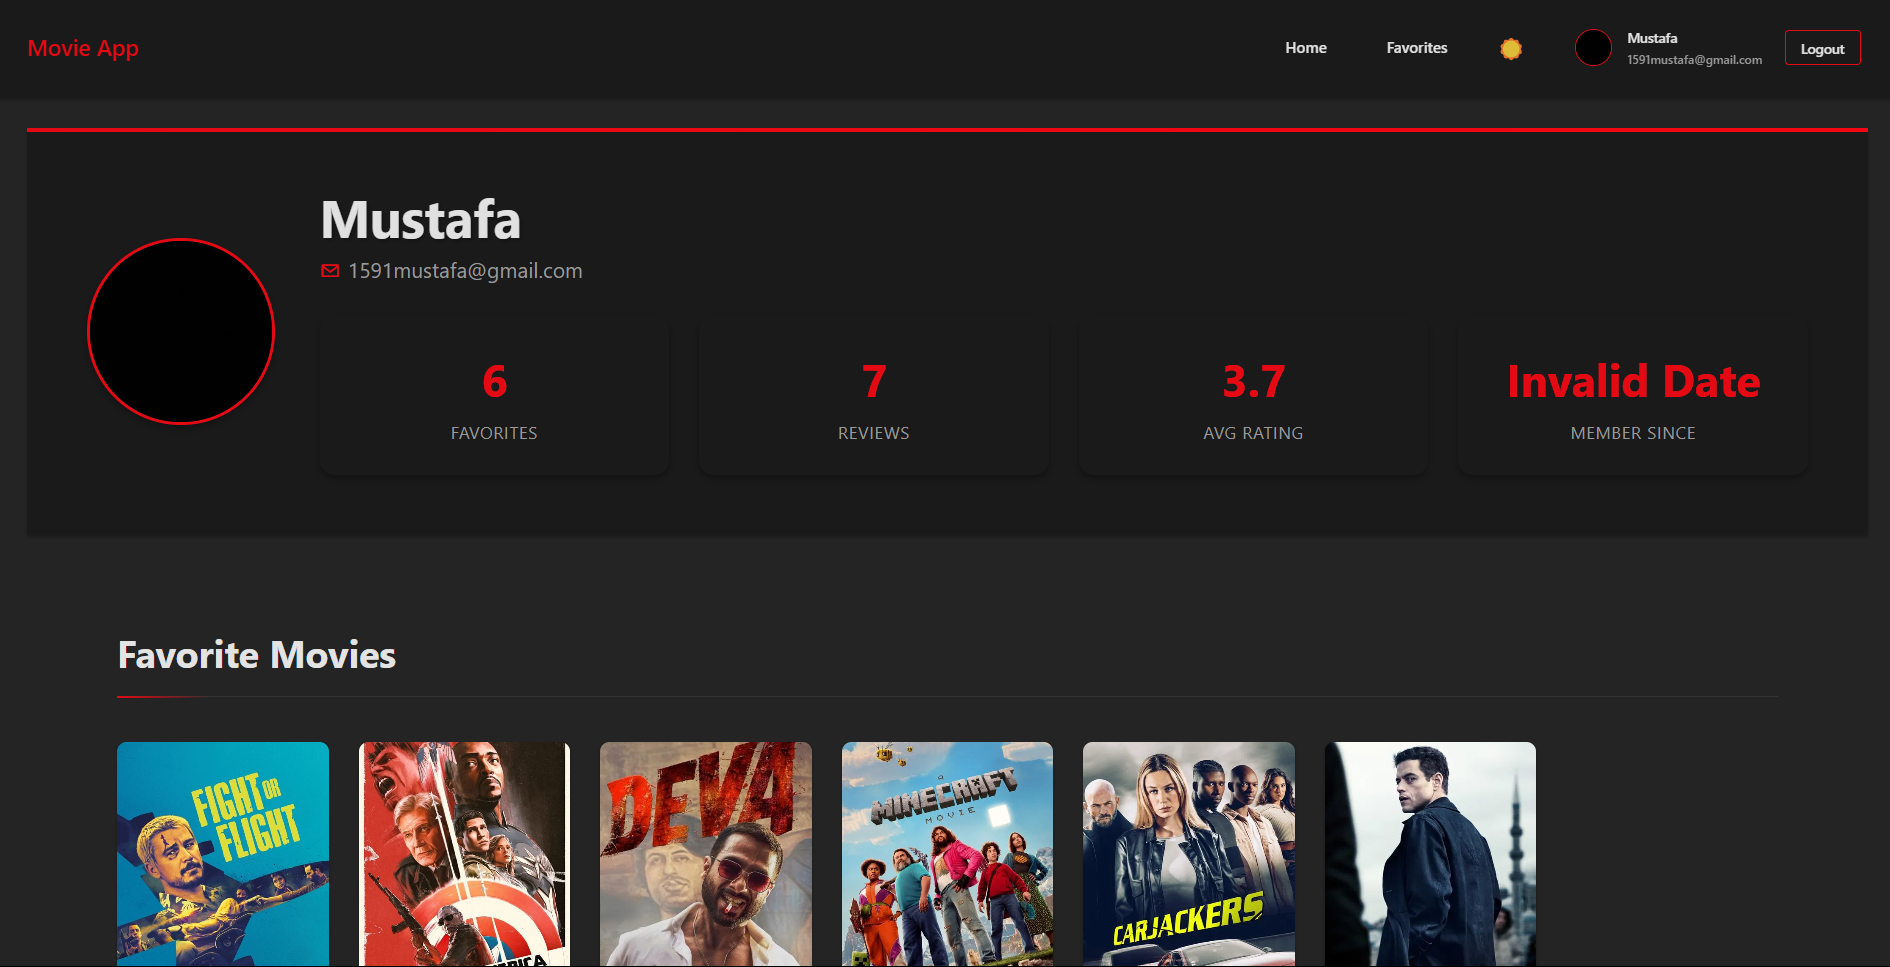 Movie App
Home
Favorites
Mustafa
1591mustafa@gmail.com
Logout
Mustafa
1591mustafa@gmail.com
6
FAVORITES
7
REVIEWS
3.7
AVG RATING
Invalid Date
MEMBER SINCE
Favorite Movies
FIGHT OR
FLIGHT
DEVA
A
MINECRAFT
MOVIE
CARJACKERS